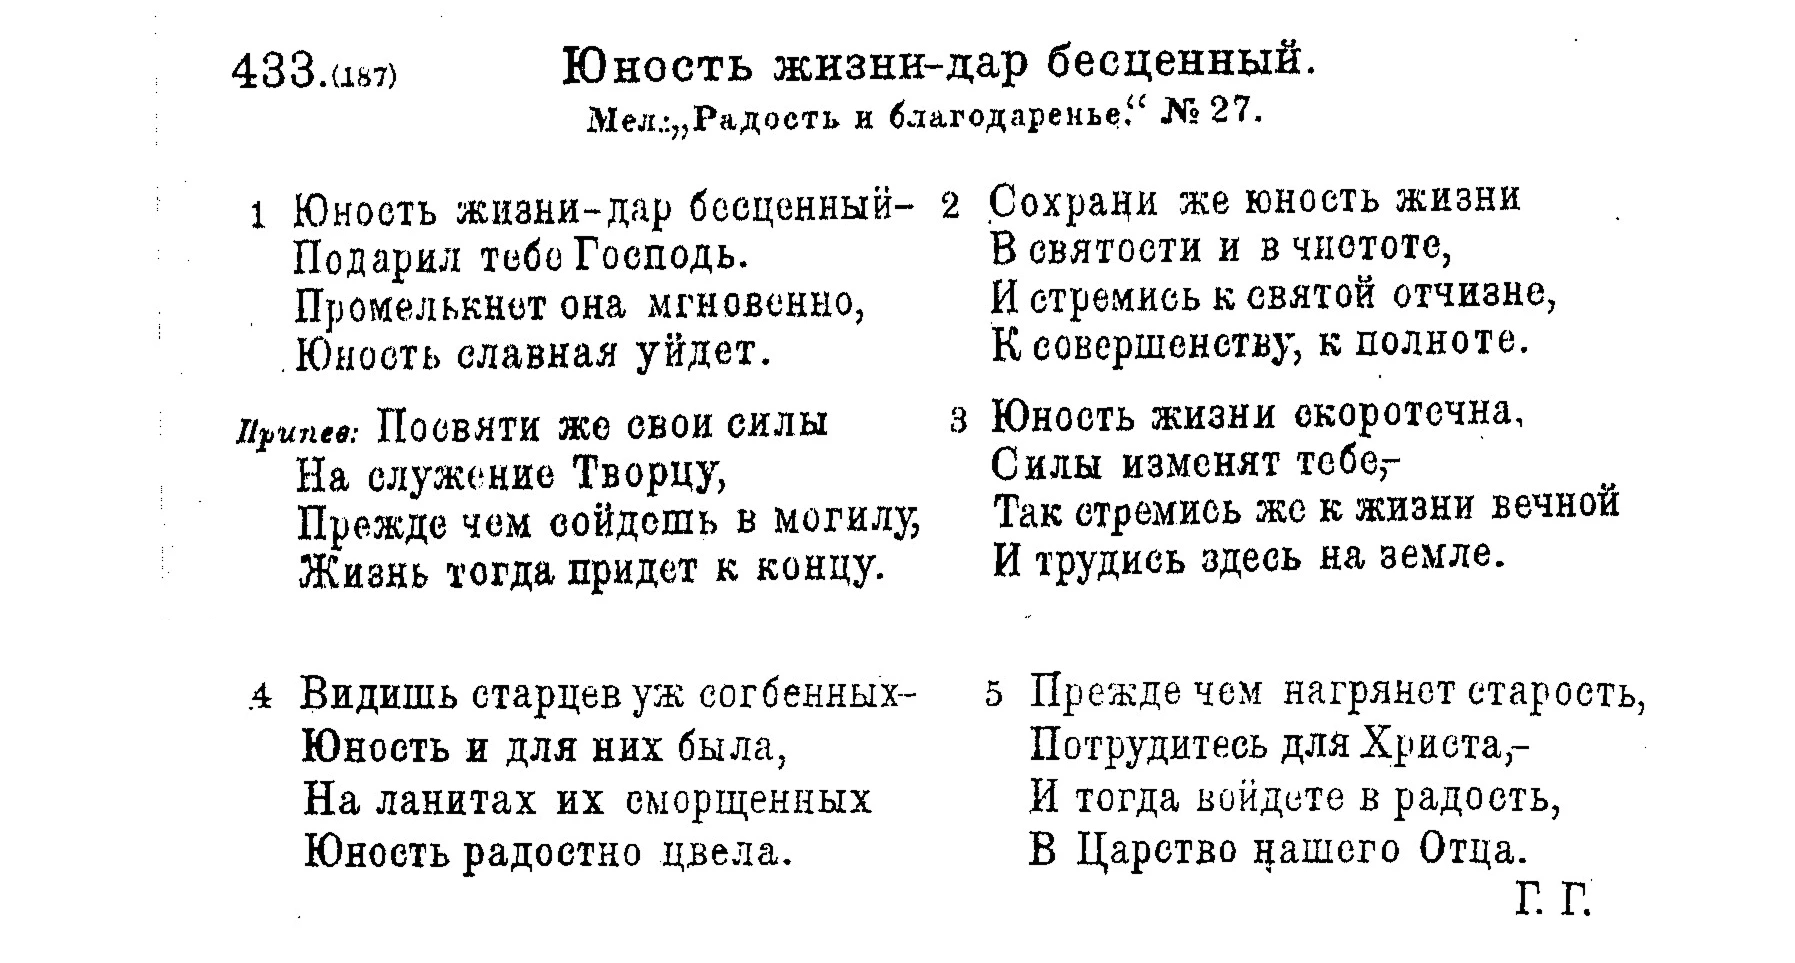 433.(187)
Юность жизни-дар бесценный.
Мел.:„Радость и благодаренье.“ № 27.
1 Юность жизни-дар бесценный-
Подарил тебе Господь.
Промелькнет она мгновенно,
Юность славная уйдет.
Припев: Посвяти же свои силы
На служение Творцу,
Прежде чем сойдешь в могилу,
Жизнь тогда придет к концу.
2 Сохрани же юность жизни
В святости и в чистоте,
И стремись к святой отчизне,
К совершенству, к полноте.
3 Юность жизни скоротечна,
Силы изменят тебе,-
Так стремись же к жизни вечной
И трудись здесь на земле.
4 Видишь старцев уж согбенных-
Юность и для них была,
На ланитах их сморщенных
Юность радостно цвела.
5 Прежде чем нагрянет старость,
Потрудитесь для Христа,-
И тогда войдете в радость,
В Царство нашего Отца.
Г. Г.